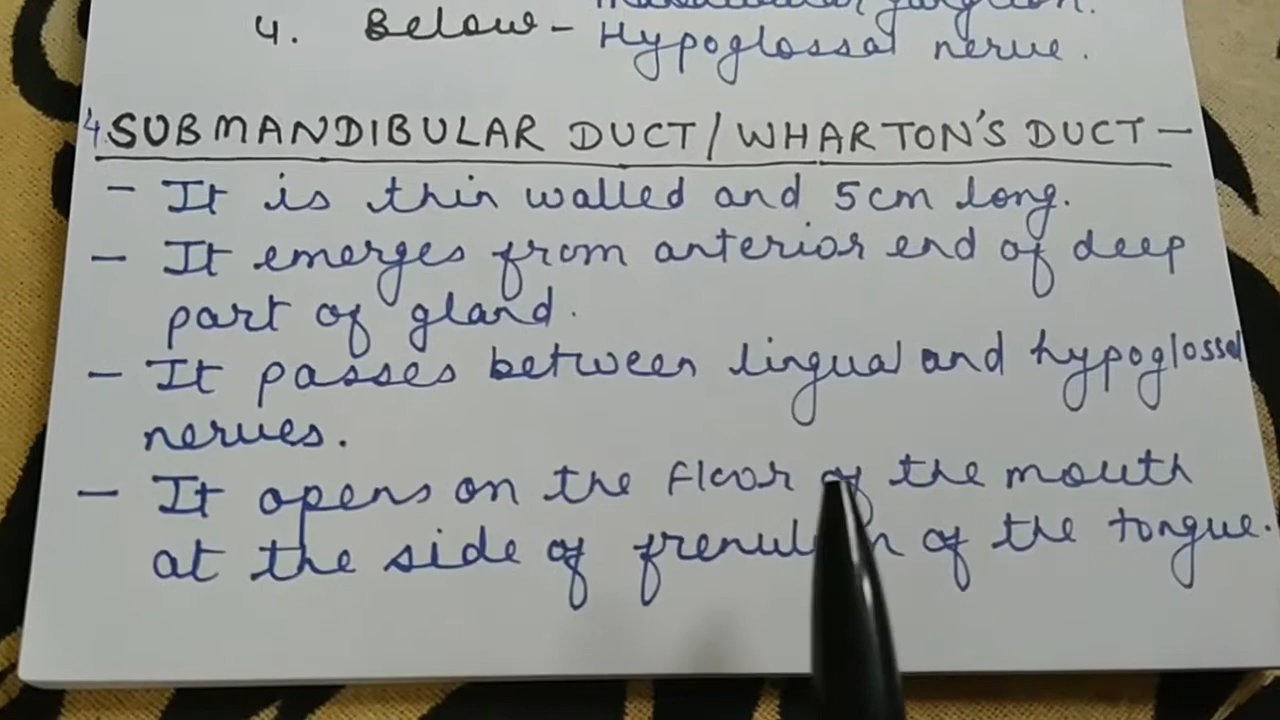 4. Below - Hypoglossal nerve.
4 SUBMANDIBULAR DUCT/WHARTON'S DUCT —
- It is thin walled and 5cm long.
- It emerges from anterior end of deep
part of gland.
- It passes between lingual and hypoglossal
nerves.
- It opens on the floor of the mouth
at the side of of the tongue.